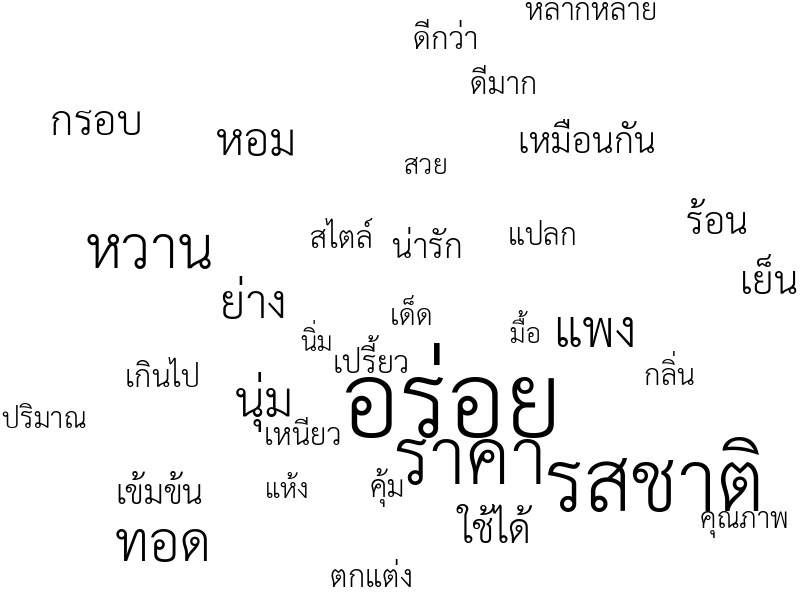 หลากหลาย
ดีกว่า
ดีมาก
กรอบ
หอม
เหมือนกัน
สวย
ร้อน
หวาน
สไตล์
น่ารัก
แปลก
เย็น
ย่าง
เด็ด
มื้อ
แพง
นิ่ม
เปรี้ยว
เกินไป
กลิ่น
อร่อย
นุ่ม
ปริมาณ
เหนียว
ราคา
รสชาติ
เข้มข้น
แห้ง
คุ้ม
คุณภาพ
ใช้ได้
ทอด
ตกแต่ง